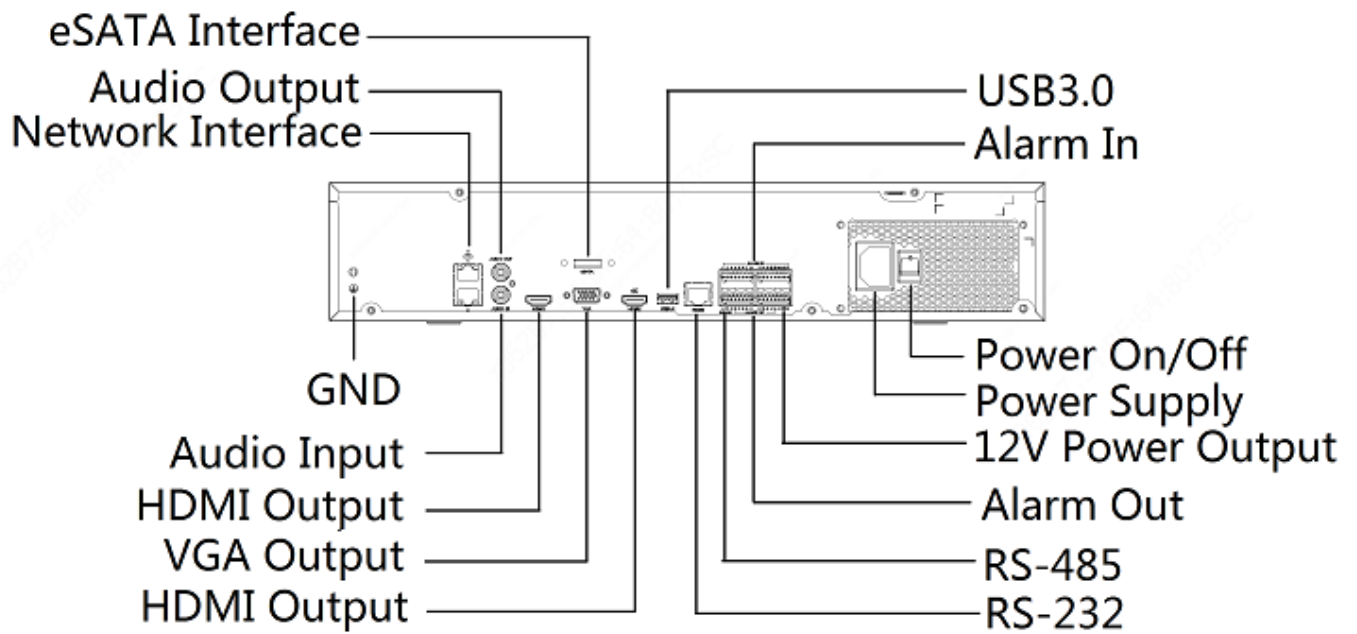 eSATA Interface
Audio Output
Network Interface
USB3.0
Alarm In
GND
Audio Input
HDMI Output
VGA Output
HDMI Output
Power On/Off
Power Supply
12V Power Output
Alarm Out
RS-485
RS-232